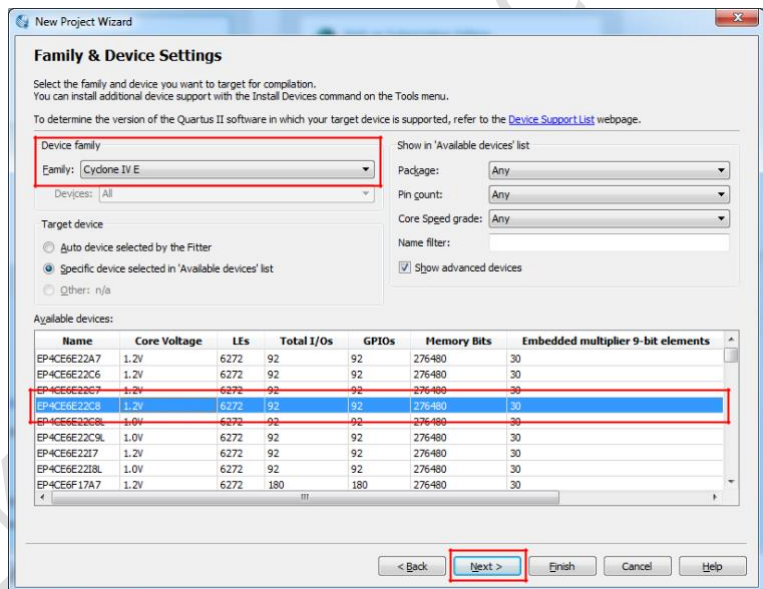 New Project Wizard
Family & Device Settings
Select the family and device you want to target for compilation.
You can install additional device support with the Install Devices command on the Tools menu.
To determine the version of the Quartus II software in which your target device is supported, refer to the Device Support List webpage.
Device family
Family: Cyclone IV E
Devices: All
Target device
Auto device selected by the Fitter
Specific device selected in 'Available devices' list
Other: n/a
Show in 'Available devices' list
Package: Any
Pin count: Any
Core Speed grade: Any
Name filter:
Show advanced devices
Available devices:
Name Core Voltage LEs Total I/Os GPIOs Memory Bits Embedded multiplier 9-bit elements
EP4CE6E22A7 1.2V 6272 92 92 276480 30
EP4CE6E22C6 1.2V 6272 92 92 276480 30
EP4CE6E22C7 1.2V 6272 92 92 276480 30
EP4CE6E22C8 1.2V 6272 92 92 276480 30
EP4CE6E22C8L 1.0V 6272 92 92 276480 30
EP4CE6E22C9L 1.0V 6272 92 92 276480 30
EP4CE6E22I7 1.2V 6272 92 92 276480 30
EP4CE6E22I8L 1.0V 6272 92 92 276480 30
EP4CE6F17A7 1.2V 6272 180 180 276480 30
< Back Next > Finish Cancel Help